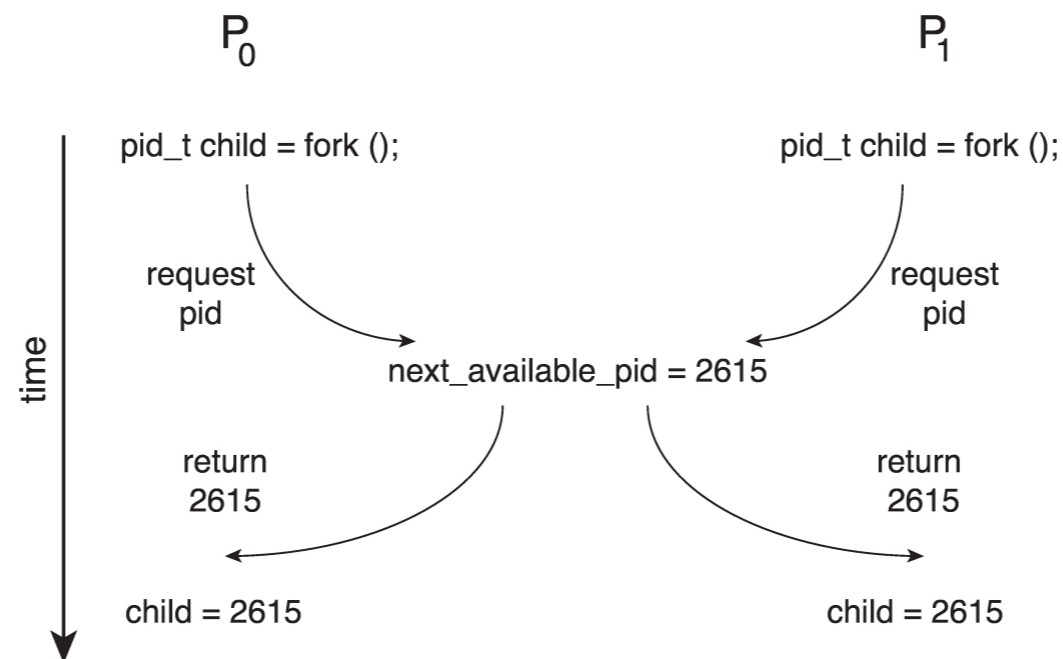 P0
P1
pid_t child = fork ();
pid_t child = fork ();
request
pid
request
pid
time
next_available_pid = 2615
return
2615
return
2615
child = 2615
child = 2615